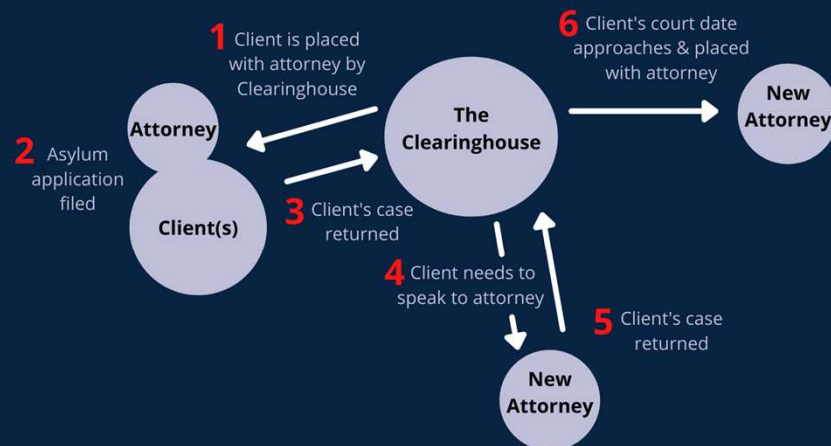 1 Client is placed
with attorney by
Clearinghouse
Attorney
2 Asylum
application
filed
Client(s)
3 Client's case
returned
The
Clearinghouse
4 Client needs to
speak to attorney
New
Attorney
5 Client's case
returned
6 Client's court date
approaches & placed
with attorney
New
Attorney